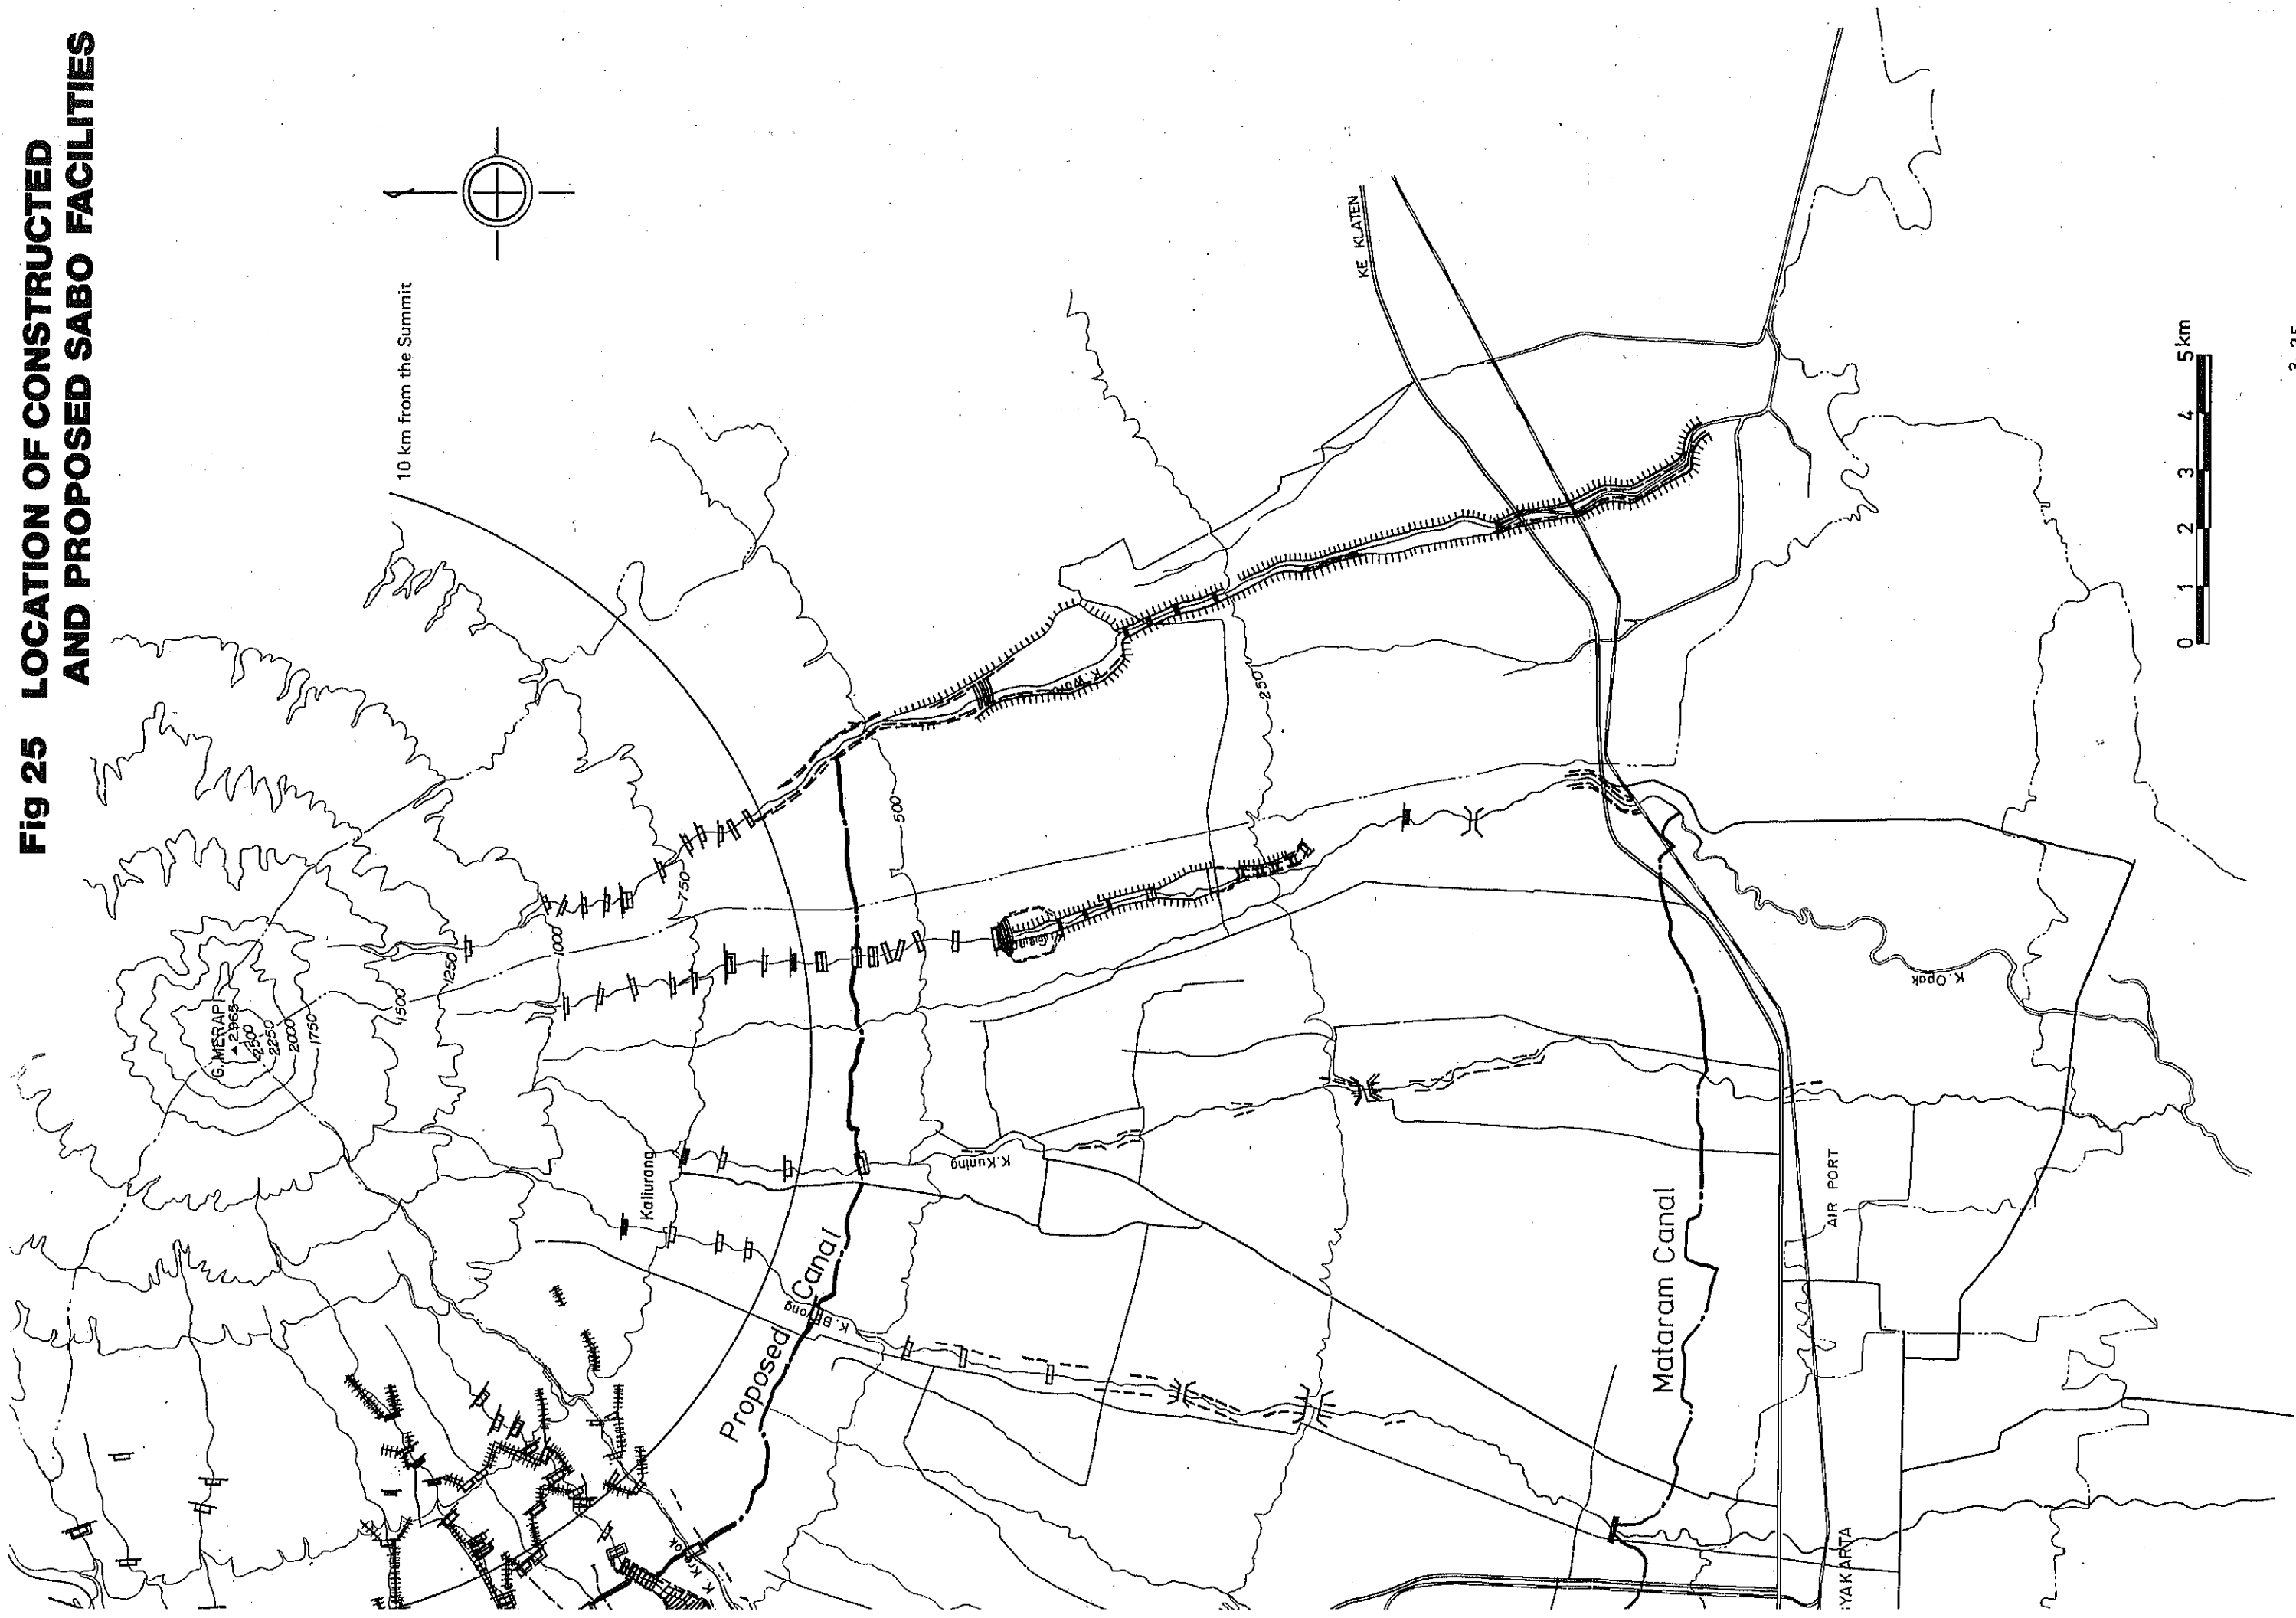 Fig 25 LOCATION OF CONSTRUCTED
AND PROPOSED SABO FACILITIES
10 km from the Summit
G.MERAPI
2965
2500
2250
2000
1750
1500
1250
1000
750
500
250
Kaliurang
Proposed Canal
K. Kuning
K. Opak
KE KLATEN
Mataram Canal
AIR PORT
GYAKARTA
0 1 2 3 4 5km